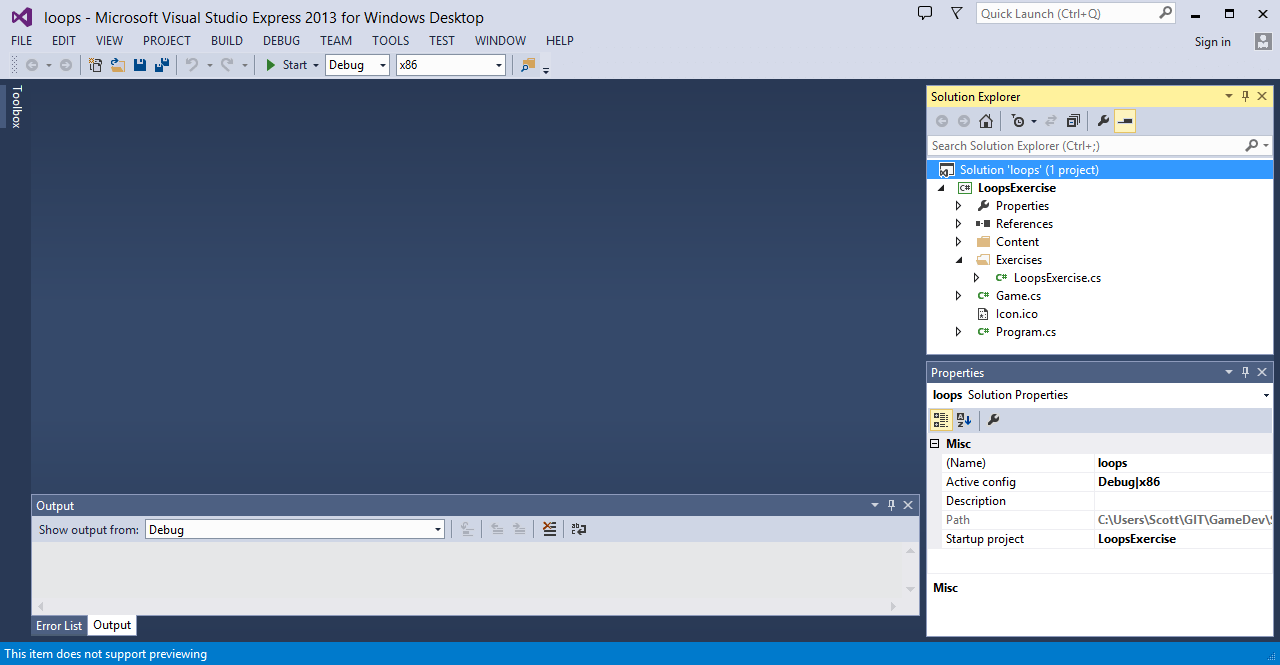 loops - Microsoft Visual Studio Express 2013 for Windows Desktop
Quick Launch (Ctrl+Q)
FILE EDIT VIEW PROJECT BUILD DEBUG TEAM TOOLS TEST WINDOW HELP
Sign in
Start Debug x86
Toolbox
Solution Explorer
Search Solution Explorer (Ctrl+;)
Solution 'loops' (1 project)
C# LoopsExercise
Properties
References
Content
Exercises
C# LoopsExercise.cs
C# Game.cs
Icon.ico
C# Program.cs
Properties
loops Solution Properties
Misc
(Name) loops
Active config Debug|x86
Description
Path C:\Users\Scott\GIT\GameDev\
Startup project LoopsExercise
Misc
Output
Show output from: Debug
Error List Output
This item does not support previewing